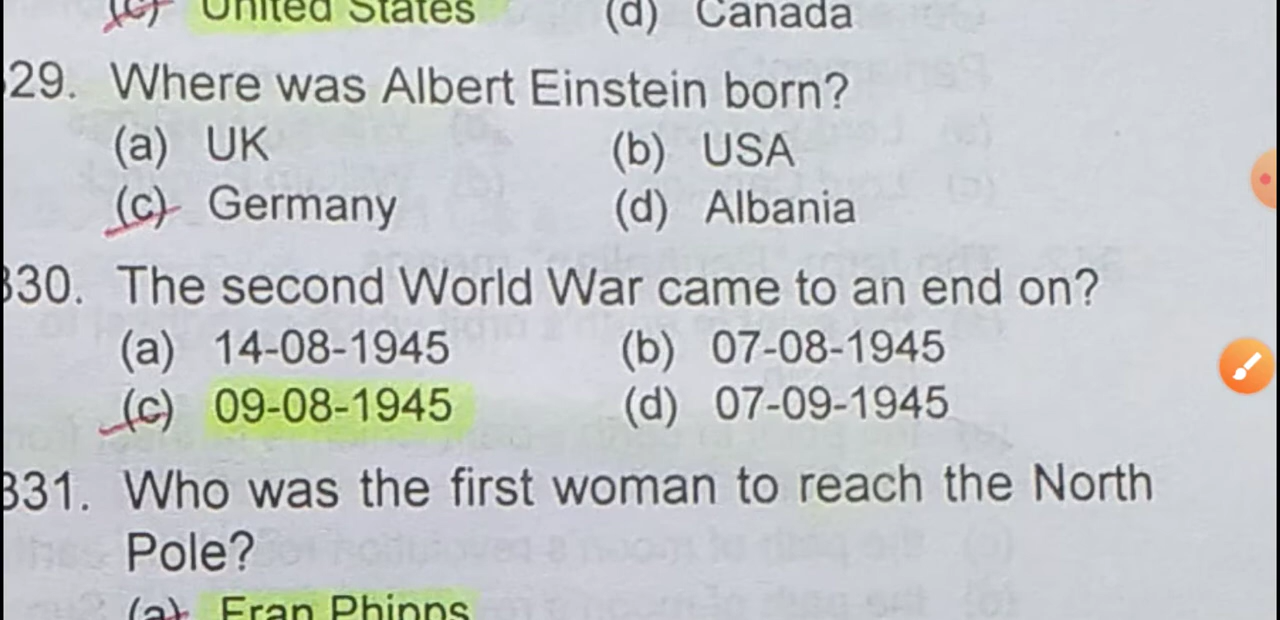 (c) United States (d) Canada
29. Where was Albert Einstein born?
(a) UK (b) USA
(c) Germany (d) Albania
330. The second World War came to an end on?
(a) 14-08-1945 (b) 07-08-1945
(c) 09-08-1945 (d) 07-09-1945
331. Who was the first woman to reach the North
Pole?
(a) Fran Phipps